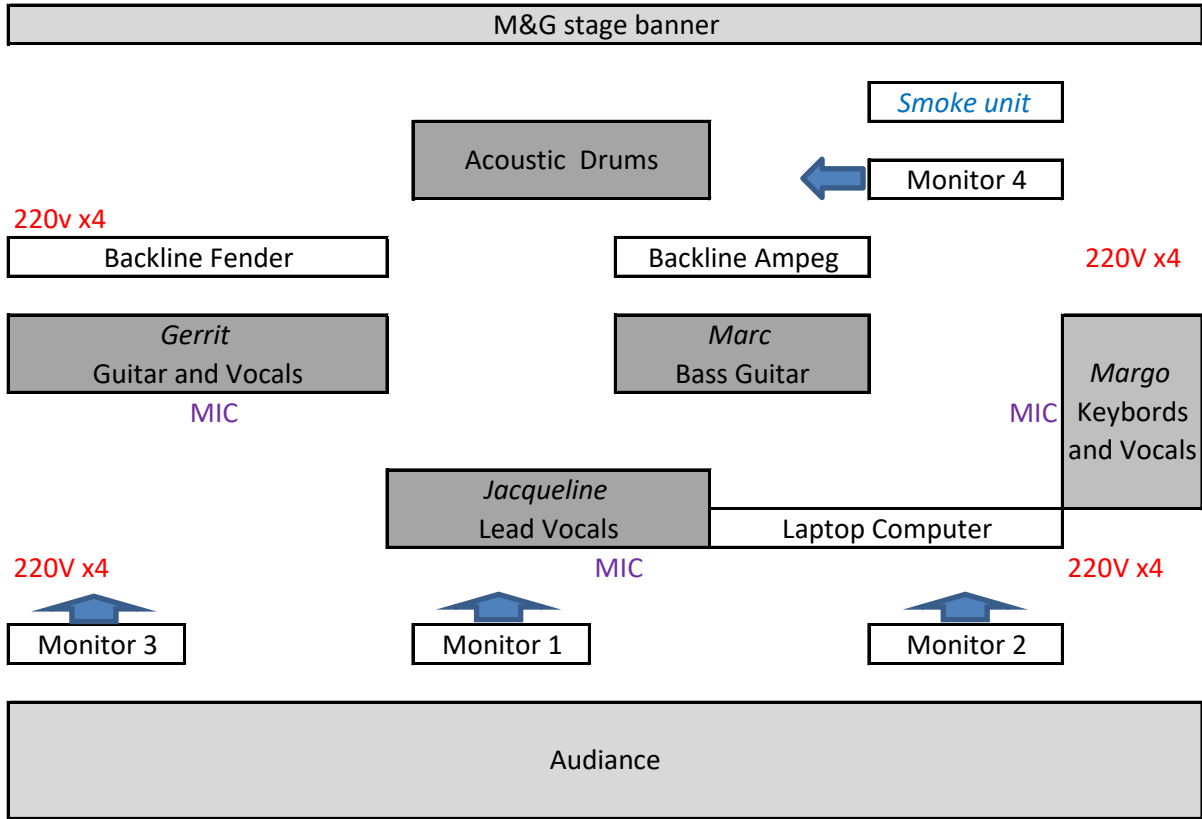 M&G stage banner
Smoke unit
Acoustic Drums
Monitor 4
220v x4
Backline Fender
Backline Ampeg
220V x4
Gerrit
Guitar and Vocals
MIC
Marc
Bass Guitar
MIC
Margo
Keybords
and Vocals
Jacqueline
Lead Vocals
Laptop Computer
220V x4
MIC
220V x4
Monitor 3
Monitor 1
Monitor 2
Audiance